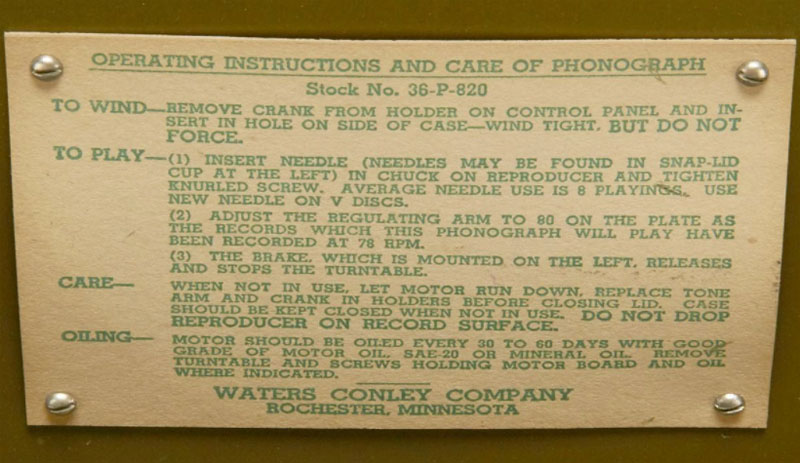 OPERATING INSTRUCTIONS AND CARE OF PHONOGRAPH
Stock No. 36-P-820
TO WIND—REMOVE CRANK FROM HOLDER ON CONTROL PANEL AND IN-
SERT IN HOLE ON SIDE OF CASE—WIND TIGHT, BUT DO NOT
FORCE.
TO PLAY—(1) INSERT NEEDLE (NEEDLES MAY BE FOUND IN SNAP-LID
CUP AT THE LEFT) IN CHUCK ON REPRODUCER AND TIGHTEN
KNURLED SCREW. AVERAGE NEEDLE USE IS 8 PLAYINGS. USE
NEW NEEDLE ON V DISCS.
(2) ADJUST THE REGULATING ARM TO 80 ON THE PLATE AS
THE RECORDS WHICH THIS PHONOGRAPH WILL PLAY HAVE
BEEN RECORDED AT 78 RPM.
(3) THE BRAKE, WHICH IS MOUNTED ON THE LEFT, RELEASES
AND STOPS THE TURNTABLE.
CARE— WHEN NOT IN USE, LET MOTOR RUN DOWN, REPLACE TONE
ARM AND CRANK IN HOLDERS BEFORE CLOSING LID. CASE
SHOULD BE KEPT CLOSED WHEN NOT IN USE. DO NOT DROP
REPRODUCER ON RECORD SURFACE.
OILING— MOTOR SHOULD BE OILED EVERY 30 TO 60 DAYS WITH GOOD
GRADE OF MOTOR OIL, SAE-20 OR MINERAL OIL. REMOVE
TURNTABLE AND SCREWS HOLDING MOTOR BOARD AND OIL
WHERE INDICATED.
WATERS CONLEY COMPANY
ROCHESTER, MINNESOTA